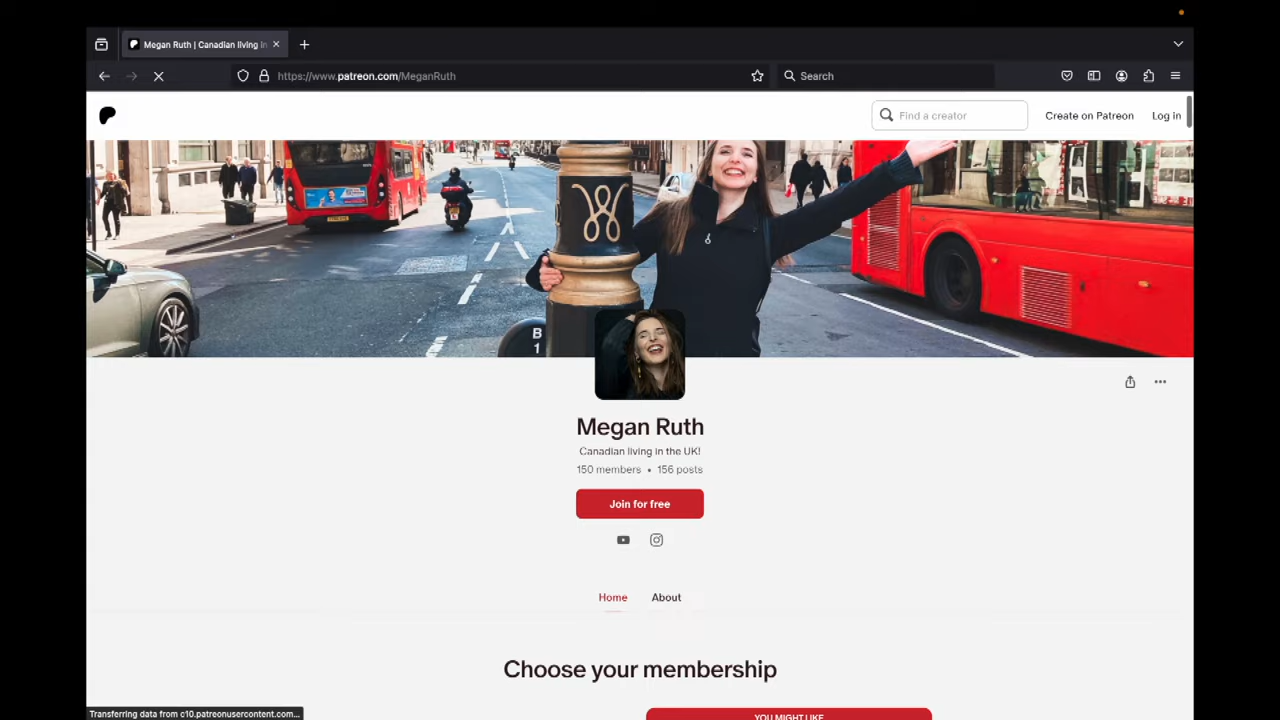 Megan Ruth | Canadian living in
https://www.patreon.com/MeganRuth
Search
Find a creator
Create on Patreon
Log in
B
1
Megan Ruth
Canadian living in the UK!
150 members • 156 posts
Join for free
Home
About
Choose your membership
YOU MIGHT LIKE
Transferring data from c10.patreonusercontent.com...